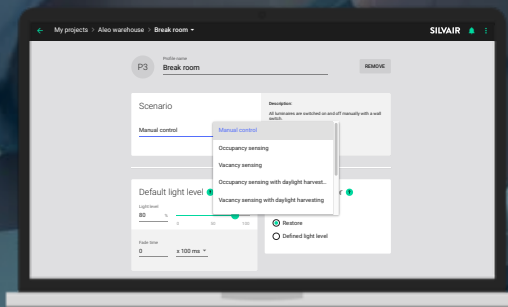 My projects > Aleo warehouse > Break room
SILVAIR
P3
Profile name
Break room
REMOVE
Scenario
Description:
All luminaires are switched on and off manually with a wall
switch.
Manual control
Manual control
Occupancy sensing
Vacancy sensing
Occupancy sensing with daylight harvest...
Vacancy sensing with daylight harvesting
Default light level
r
Light level
80 %
0 50 100
Restore
Defined light level
Fade time
0 x 100 ms